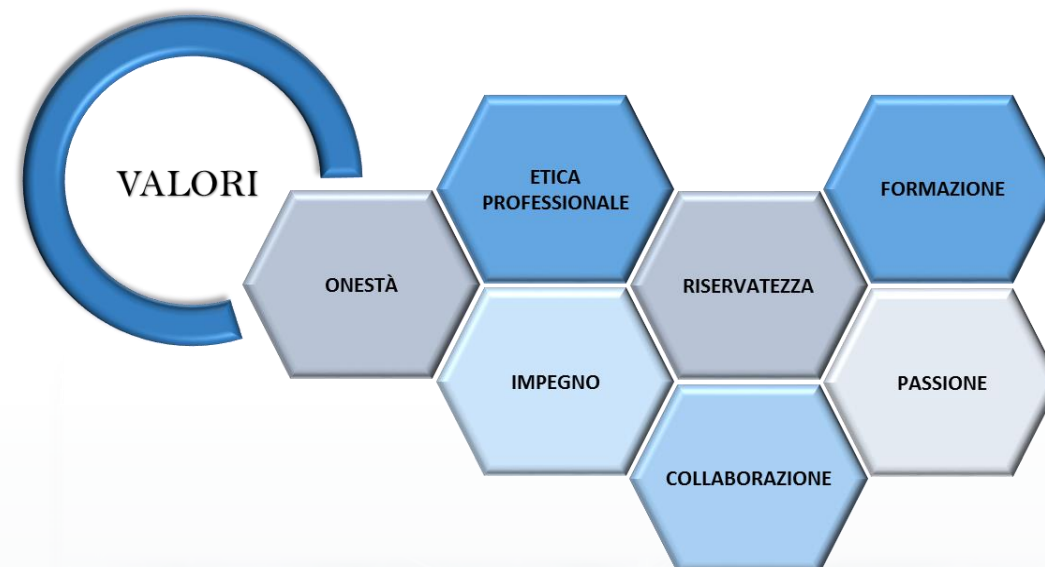 VALORI
ONESTÀ
ETICA
PROFESSIONALE
IMPEGNO
RISERVATEZZA
COLLABORAZIONE
FORMAZIONE
PASSIONE